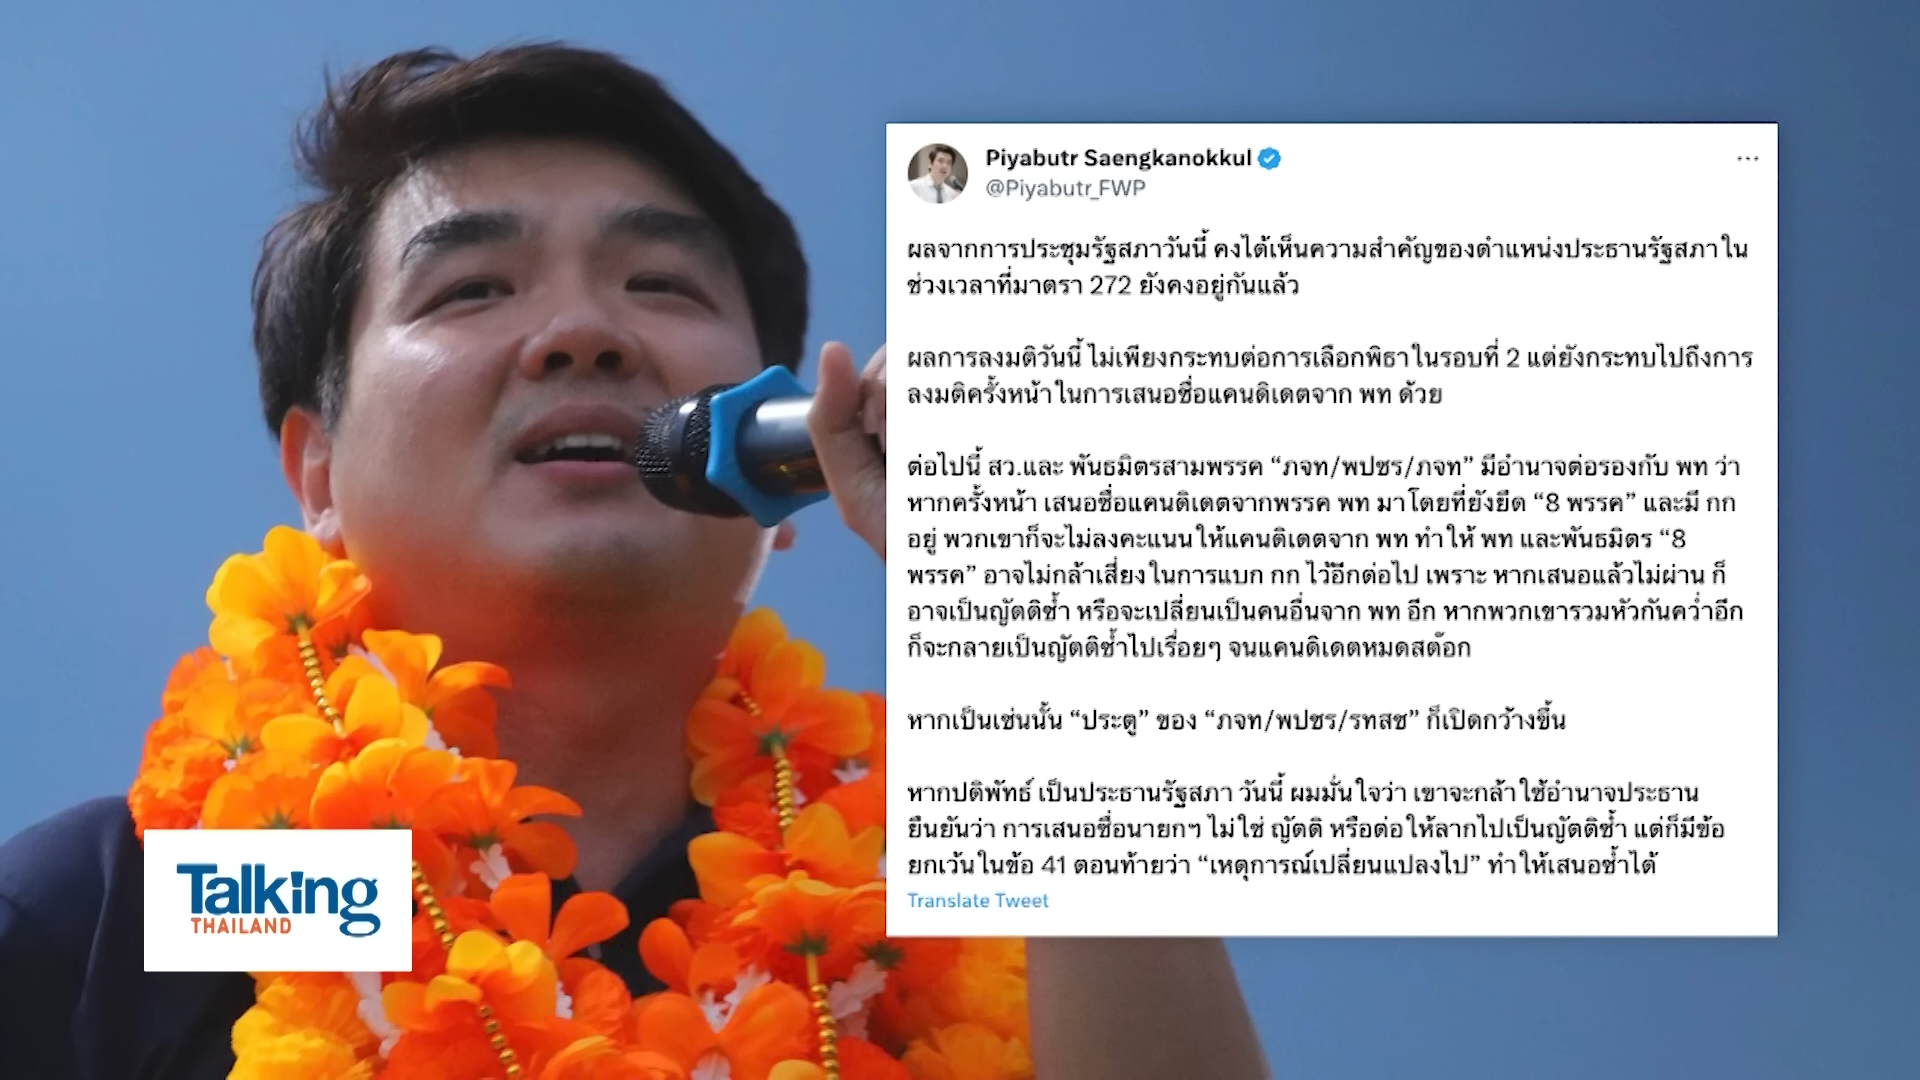 Piyabutr Saengkanokkul
@Piyabutr_FWP
ผลจากการประชุมรัฐสภาวันนี้ คงได้เห็นความสำคัญของตำแหน่งประธานรัฐสภาใน
ช่วงเวลาที่มาตรา 272 ยังคงอยู่กันแล้ว
ผลการลงมติวันนี้ ไม่เพียงกระทบต่อการเลือกพิธาในรอบที่ 2 แต่ยังกระทบไปถึงการ
ลงมติครั้งหน้าในการเสนอชื่อแคนดิเดตจาก พท ด้วย
ต่อไปนี้ สว.และ พันธมิตรสามพรรค “ภจท/พปชร/ภจท” มีอำนาจต่อรองกับ พท ว่า
หากครั้งหน้า เสนอชื่อแคนดิเดตจากพรรค พท มาโดยที่ยังยึด “8 พรรค” และมี กก
อยู่ พวกเขาก็จะไม่ลงคะแนนให้แคนดิเดตจาก พท ทำให้ พท และพันธมิตร “8
พรรค” อาจไม่กล้าเสี่ยงในการแบก กก ไว้อีกต่อไป เพราะ หากเสนอแล้วไม่ผ่าน ก็
อาจเป็นญัตติซ้ำ หรือจะเปลี่ยนเป็นคนอื่นจาก พท อีก หากพวกเขารวมหัวกันคว่ำอีก
ก็จะกลายเป็นญัตติซ้ำไปเรื่อยๆ จนแคนดิเดตหมดสต๊อก
หากเป็นเช่นนั้น “ประตู” ของ “ภจท/พปชร/รทสช” ก็เปิดกว้างขึ้น
หากปดิพัทธ์ เป็นประธานรัฐสภา วันนี้ ผมมั่นใจว่า เขาจะกล้าใช้อำนาจประธาน
ยืนยันว่า การเสนอชื่อนายกฯ ไม่ใช่ ญัตติ หรือต่อให้ลากไปเป็นญัตติซ้ำ แต่ก็มีข้อ
ยกเว้นในข้อ 41 ตอนท้ายว่า “เหตุการณ์เปลี่ยนแปลงไป” ทำให้เสนอซ้ำได้
Translate Tweet
Talking
THAILAND